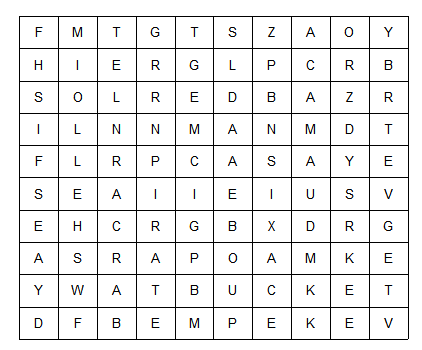 F M T G T S Z A O Y
H I E R G L P C R B
S O L R E D B A Z R
I L N N M A N M D T
F L R P C A S A Y E
S E A I I E I U S V
E H C R G B X D R G
A S R A P O A M K E
Y W A T B U C K E T
D F B E M P E K E V